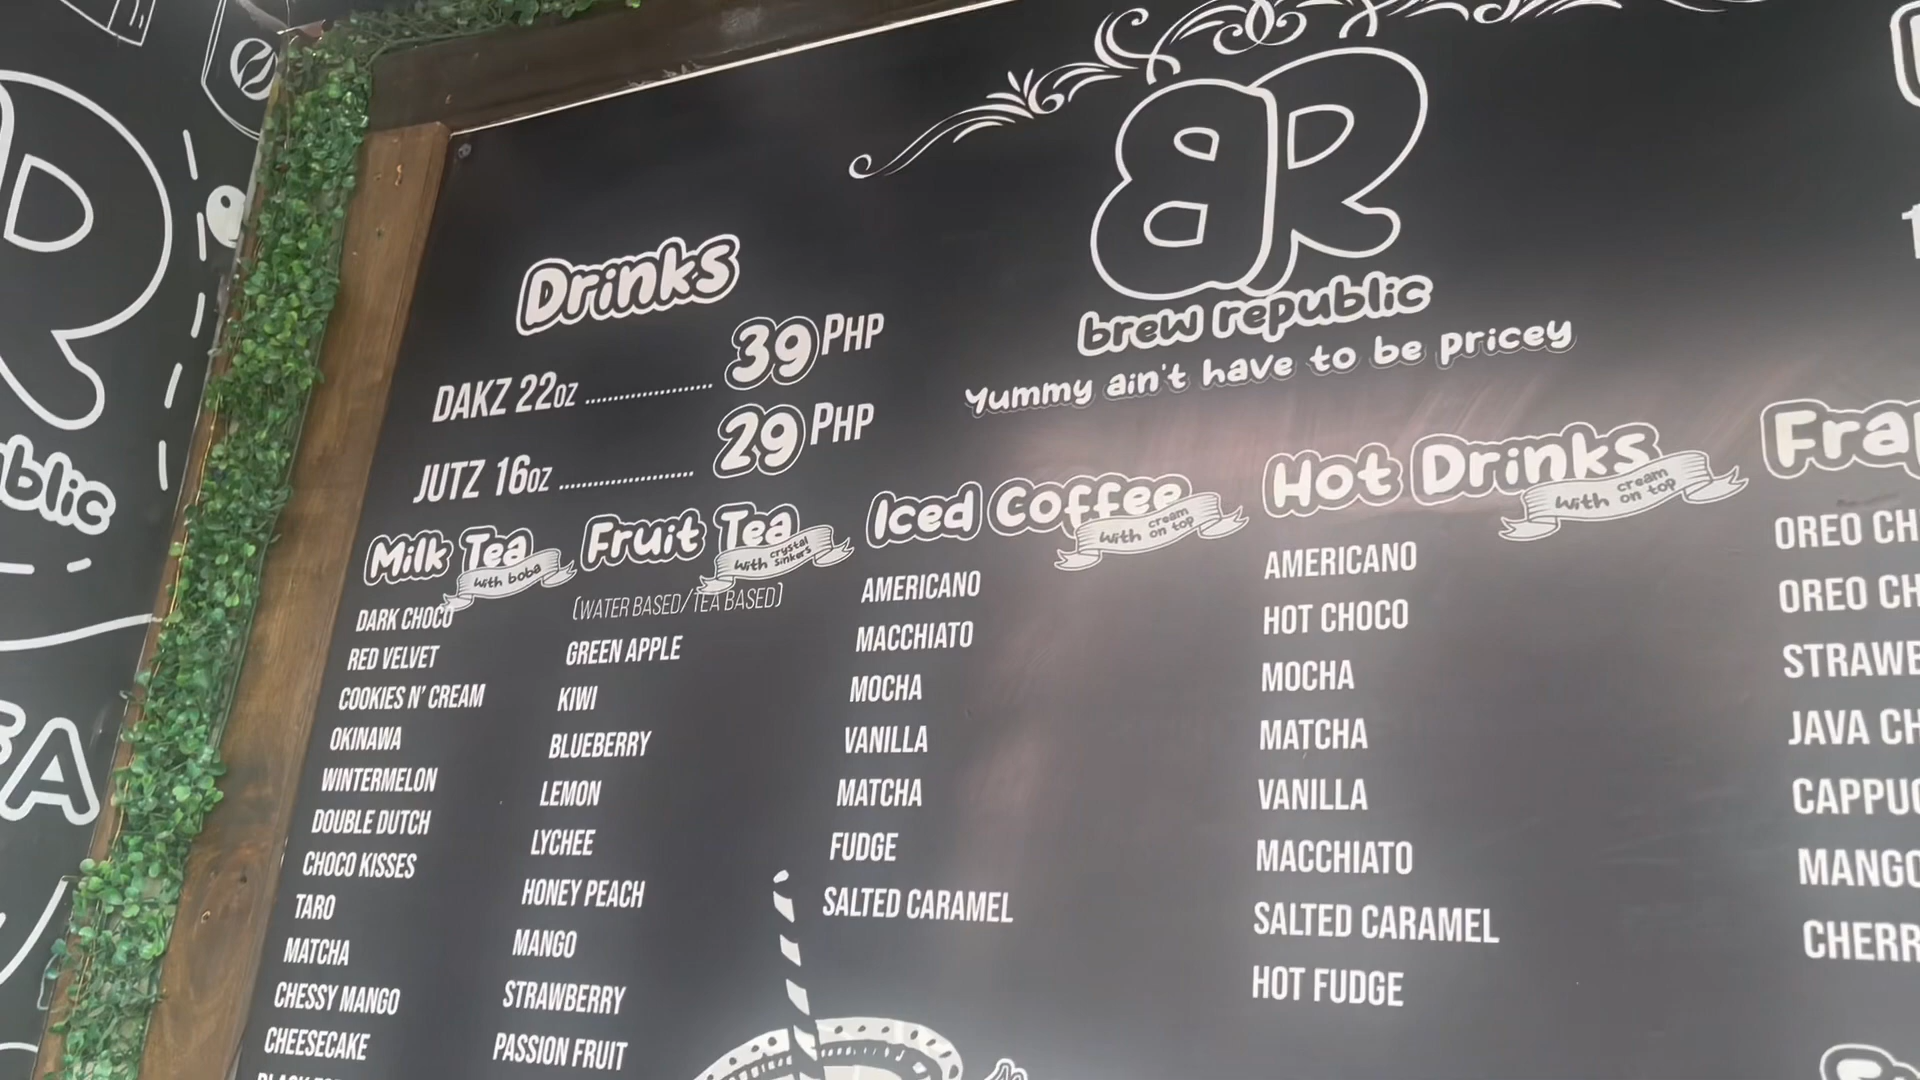 BR
brew republic
Yummy ain't have to be pricey
Drinks
DAKZ 22oz ........................ 39 PHP
JUTZ 16oz ........................ 29 PHP
Milk Tea
with boba
DARK CHOCO
RED VELVET
COOKIES N' CREAM
OKINAWA
WINTERMELON
DOUBLE DUTCH
CHOCO KISSES
TARO
MATCHA
CHESSY MANGO
CHEESECAKE
Fruit Tea
with crystal sinkers
(WATER BASED/TEA BASED)
GREEN APPLE
KIWI
BLUEBERRY
LEMON
LYCHEE
HONEY PEACH
MANGO
STRAWBERRY
PASSION FRUIT
Iced Coffee
with cream on top
AMERICANO
MACCHIATO
MOCHA
VANILLA
MATCHA
FUDGE
SALTED CARAMEL
Hot Drinks
with cream on top
AMERICANO
HOT CHOCO
MOCHA
MATCHA
VANILLA
MACCHIATO
SALTED CARAMEL
HOT FUDGE
OREO
OREO
JAVA
MANGO